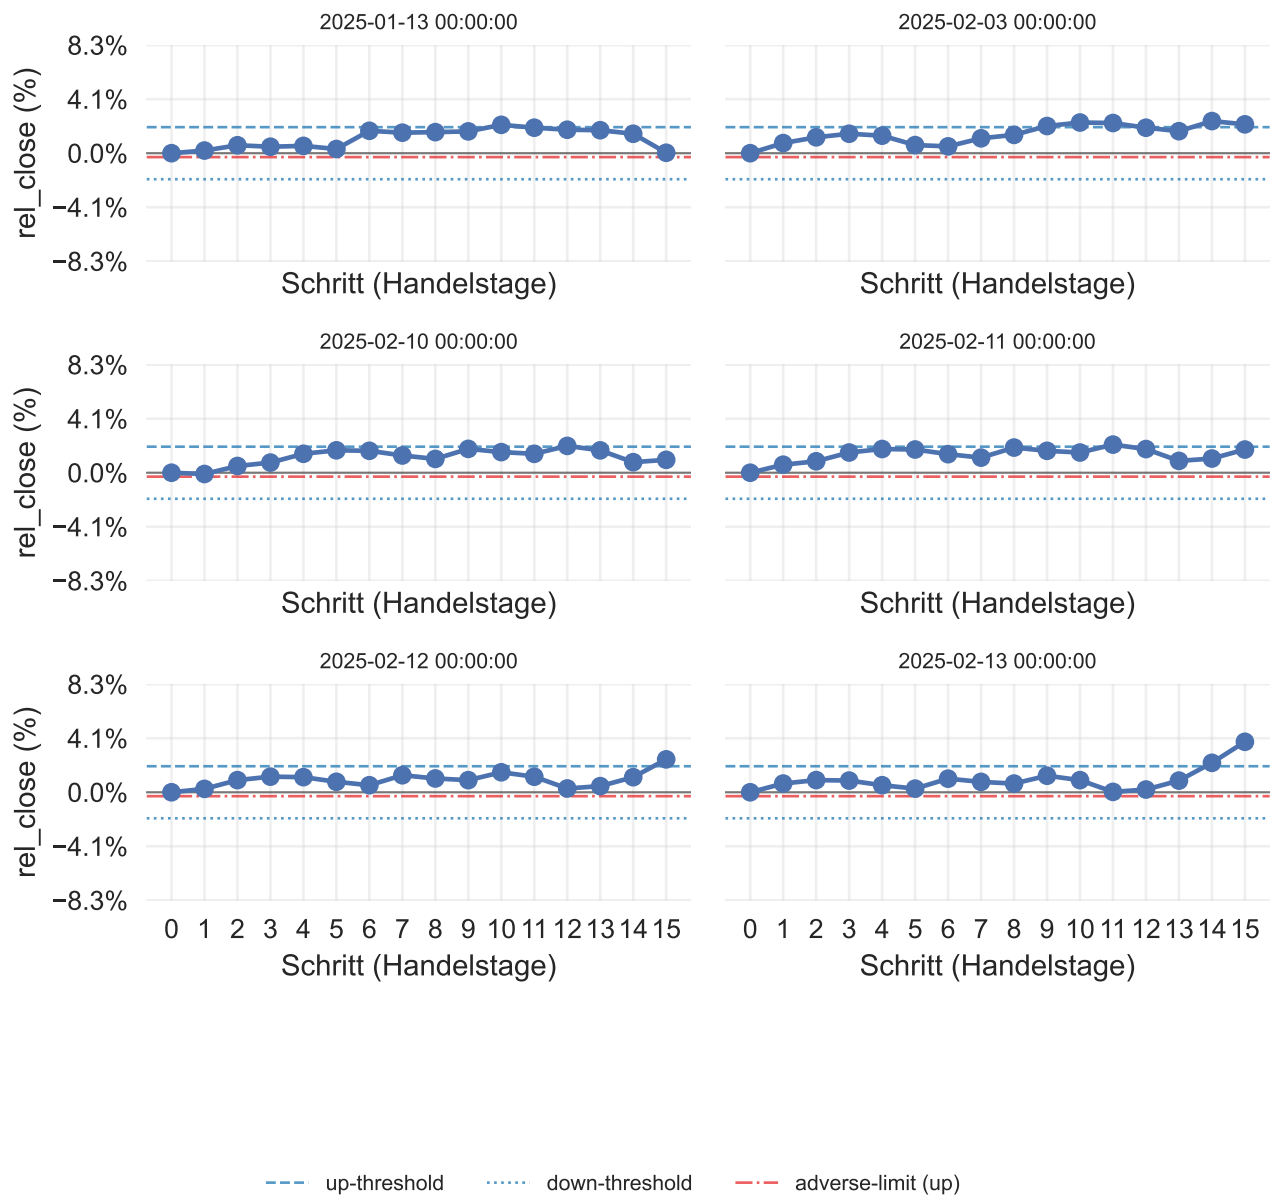 2025-01-13 00:00:00
2025-02-03 00:00:00
8.3%
4.1%
0.0%
−4.1%
−8.3%
rel_close (%)
Schritt (Handelstage)
Schritt (Handelstage)
2025-02-10 00:00:00
2025-02-11 00:00:00
8.3%
4.1%
0.0%
−4.1%
−8.3%
rel_close (%)
Schritt (Handelstage)
Schritt (Handelstage)
2025-02-12 00:00:00
2025-02-13 00:00:00
8.3%
4.1%
0.0%
−4.1%
−8.3%
rel_close (%)
0 1 2 3 4 5 6 7 8 9 10 11 12 13 14 15
0 1 2 3 4 5 6 7 8 9 10 11 12 13 14 15
Schritt (Handelstage)
Schritt (Handelstage)
up-threshold down-threshold adverse-limit (up)